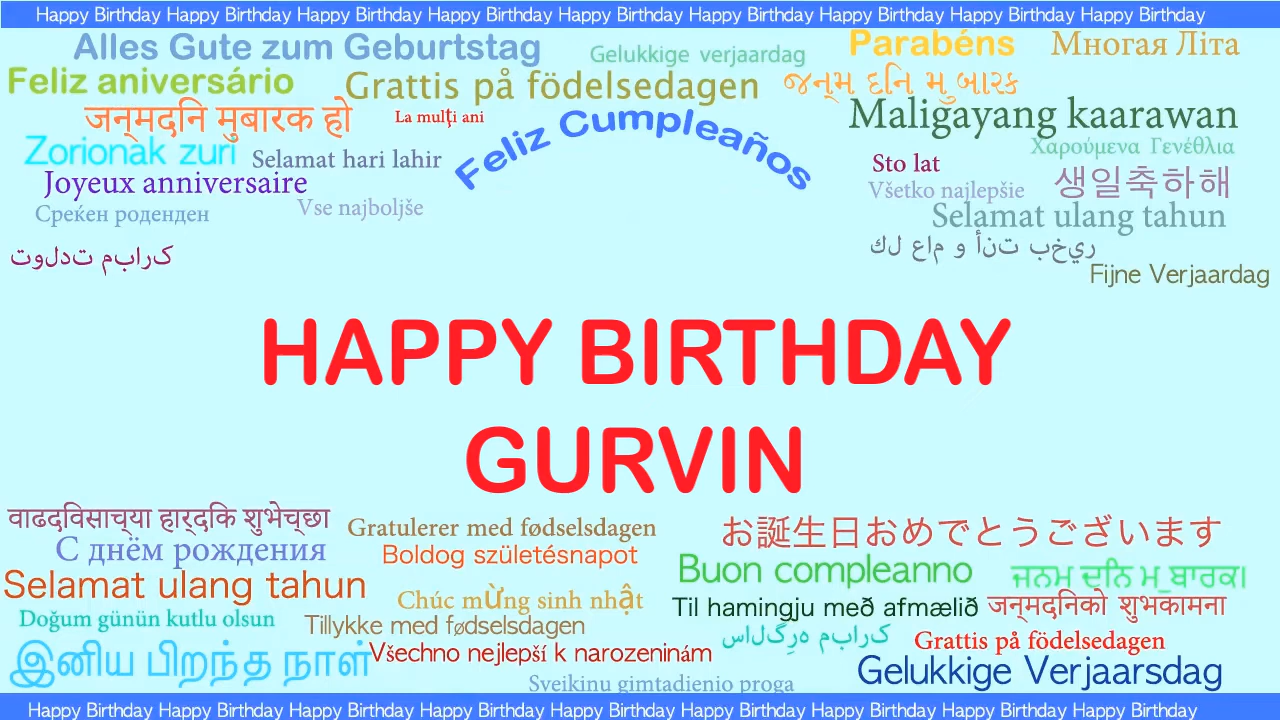 Happy Birthday Happy Birthday Happy Birthday Happy Birthday Happy Birthday Happy Birthday Happy Birthday Happy Birthday Happy Birthday
Alles Gute zum Geburtstag
Gelukkige verjaardag
Parabéns
Многая Літа
Feliz aniversário
Grattis på födelsedagen
જન્મ દિન મુબારક
जन्मदिन मुबारक हो
La mulţi ani
Feliz Cumpleaños
Maligayang kaarawan
Zorionak zuri
Selamat hari lahir
Χαρούμενα Γενέθλια
Sto lat
Joyeux anniversaire
Všetko najlepšie
생일축하해
Среќен роденден
Vse najboljše
Selamat ulang tahun
تولدت مبارک
كل عام و أنت بخير
Fijne Verjaardag
HAPPY BIRTHDAY
GURVIN
वाढदिवसाच्या हार्दिक शुभेच्छा
Gratulerer med fødselsdagen
お誕生日おめでとうございます
С днём рождения
Boldog születésnapot
Buon compleanno
ਜਨਮ ਦਿਨ ਮੁਬਾਰਕ।
Selamat ulang tahun
Chúc mừng sinh nhật
Til hamingju með afmælið
जन्मदिनको शुभकामना
Doğum günün kutlu olsun
Tillykke med fødselsdagen
سالگرہ مبارک
Grattis på födelsedagen
இனிய பிறந்த நாள்
Všechno nejlepší k narozeninám
Gelukkige Verjaarsdag
Sveikinu gimtadienio proga
Happy Birthday Happy Birthday Happy Birthday Happy Birthday Happy Birthday Happy Birthday Happy Birthday Happy Birthday Happy Birthday